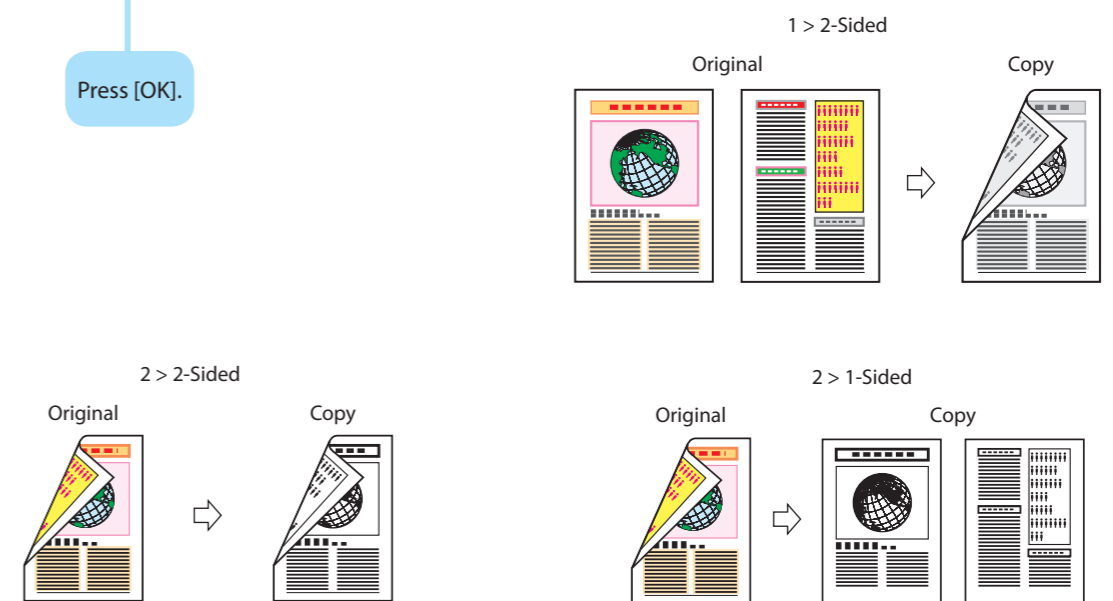 Press [OK].
1 > 2-Sided
Original
Copy
2 > 2-Sided
Original
Copy
2 > 1-Sided
Original
Copy